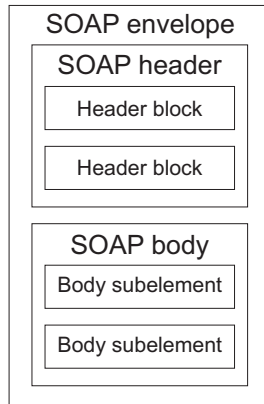 SOAP envelope
SOAP header
Header block
Header block
SOAP body
Body subelement
Body subelement